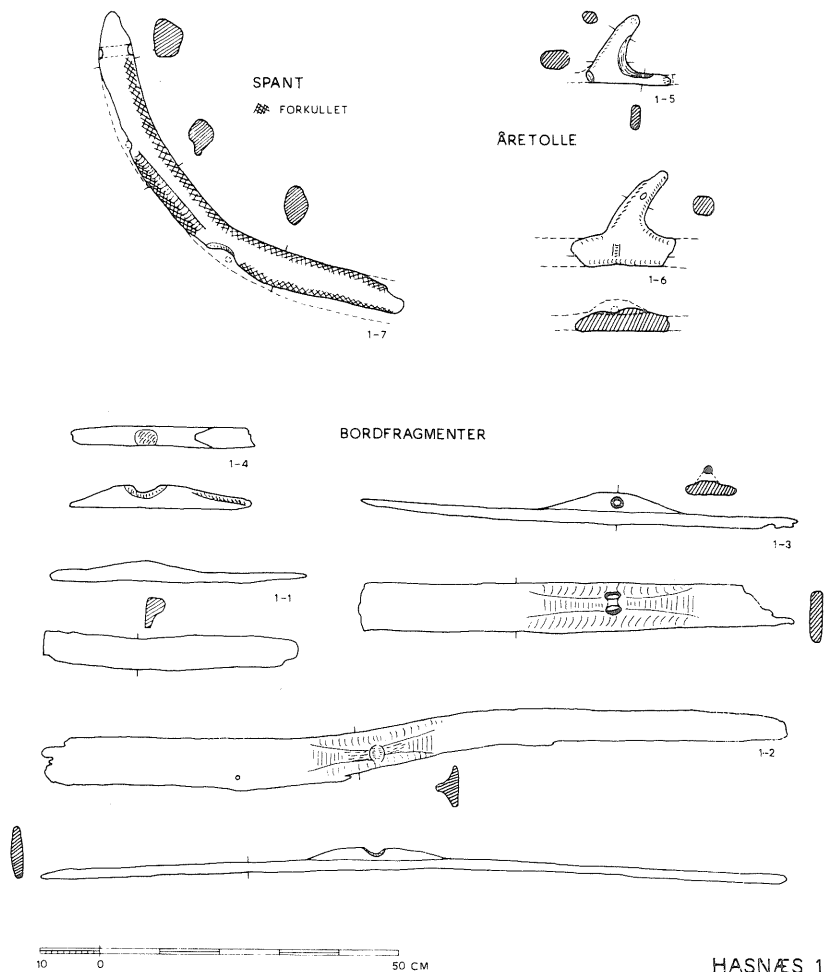 SPANT
FORKULLET
1-7
1-5
ÅRETOLLE
1-6
BORDFRAGMENTER
1-4
1-3
1-1
1-2
10 0 50 CM
HASNÆS 1